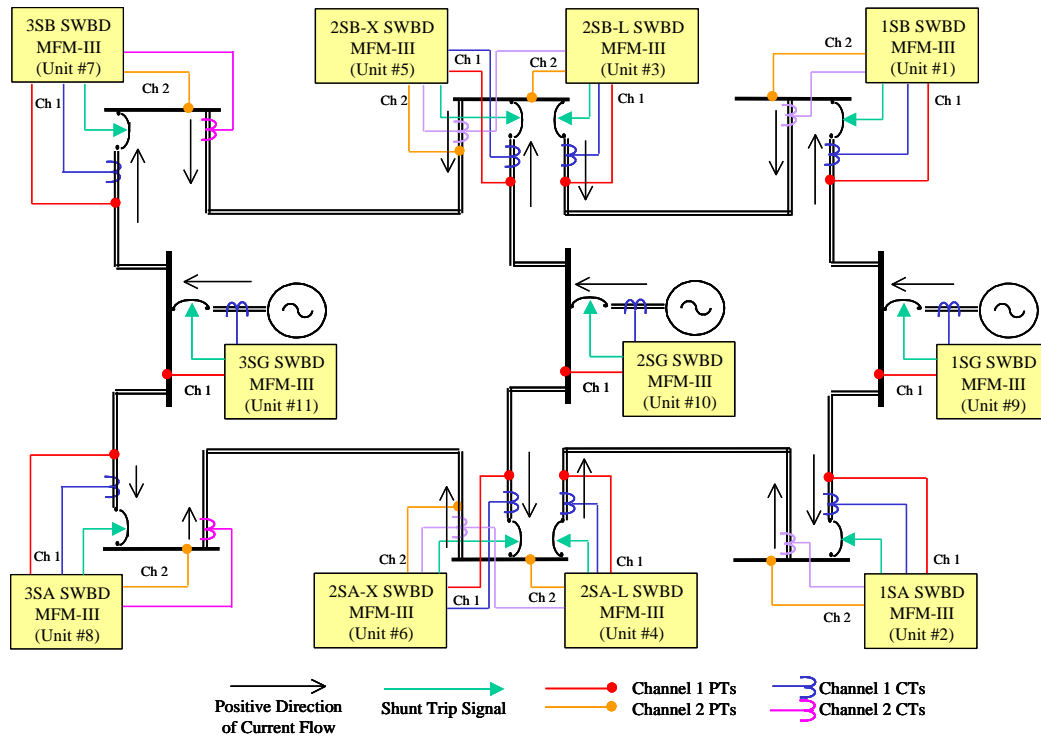 3SB SWBD
MFM-III
(Unit #7)
Ch 1
Ch 2
2SB-X SWBD
MFM-III
(Unit #5)
Ch 1
Ch 2
2SB-L SWBD
MFM-III
(Unit #3)
Ch 2
Ch 1
1SB SWBD
MFM-III
(Unit #1)
Ch 2
Ch 1
3SG SWBD
MFM-III
(Unit #11)
Ch 1
2SG SWBD
MFM-III
(Unit #10)
Ch 1
1SG SWBD
MFM-III
(Unit #9)
Ch 1
3SA SWBD
MFM-III
(Unit #8)
Ch 1
Ch 2
2SA-X SWBD
MFM-III
(Unit #6)
Ch 2
Ch 1
2SA-L SWBD
MFM-III
(Unit #4)
Ch 1
Ch 2
1SA SWBD
MFM-III
(Unit #2)
Ch 1
Ch 2
Positive Direction
of Current Flow
Shunt Trip Signal
Channel 1 PTs
Channel 2 PTs
Channel 1 CTs
Channel 2 CTs